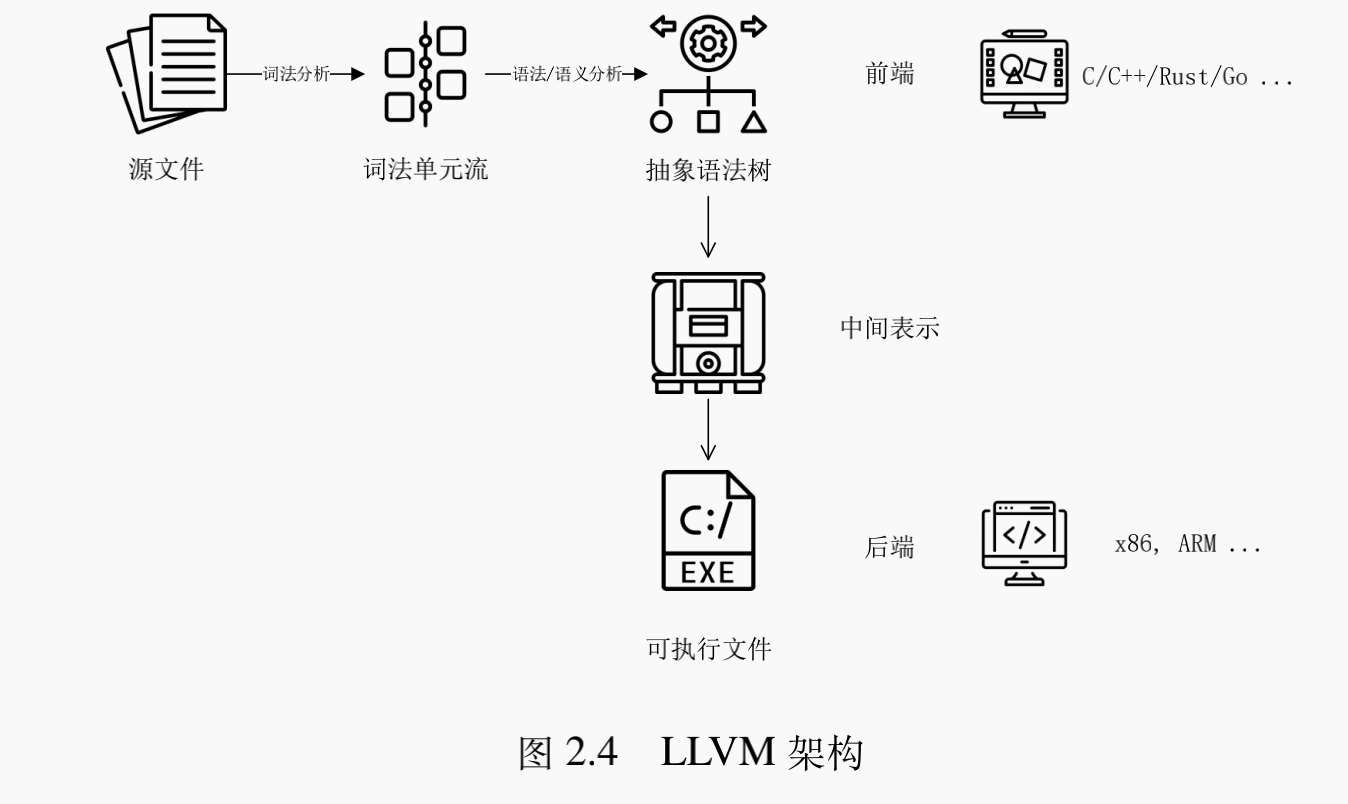 词法分析
语法/语义分析
前端
C/C++/Rust/Go ...
源文件
词法单元流
抽象语法树
中间表示
C:/
EXE
后端
x86, ARM ...
</>
可执行文件
图 2.4 LLVM 架构